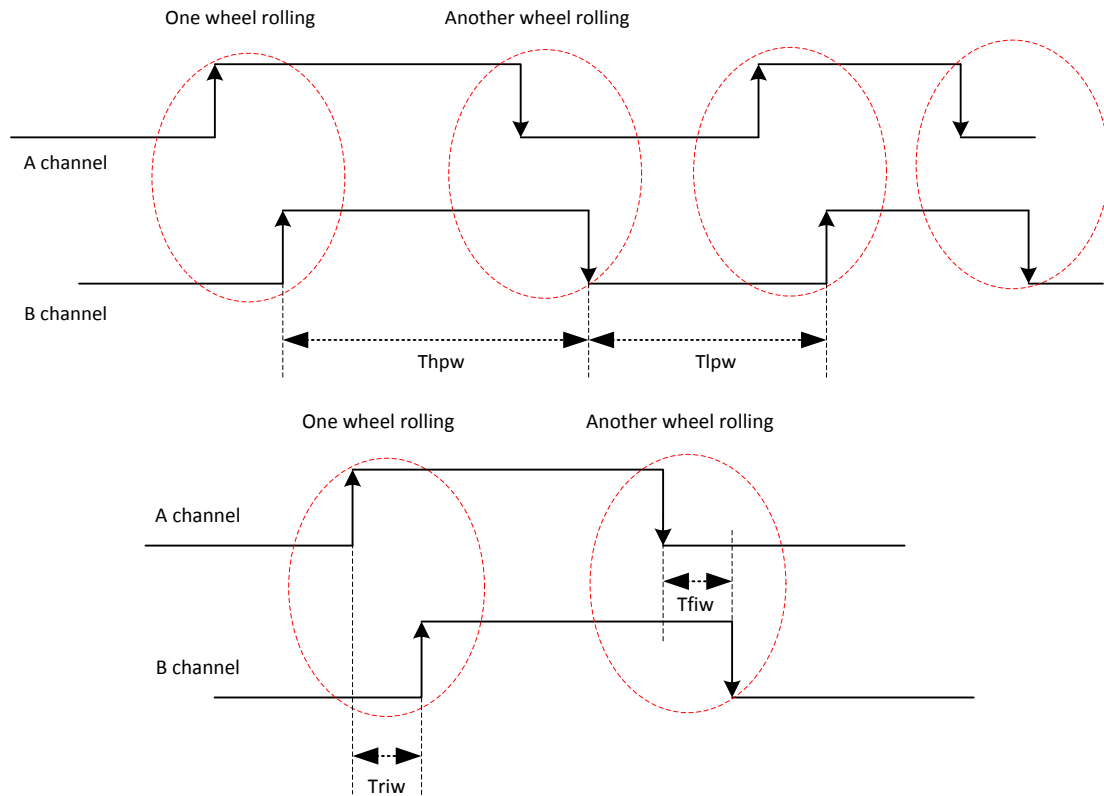 One wheel rolling
Another wheel rolling
A channel
B channel
Thpw
Tlpw
One wheel rolling
Another wheel rolling
A channel
Tfiw
B channel
Triw